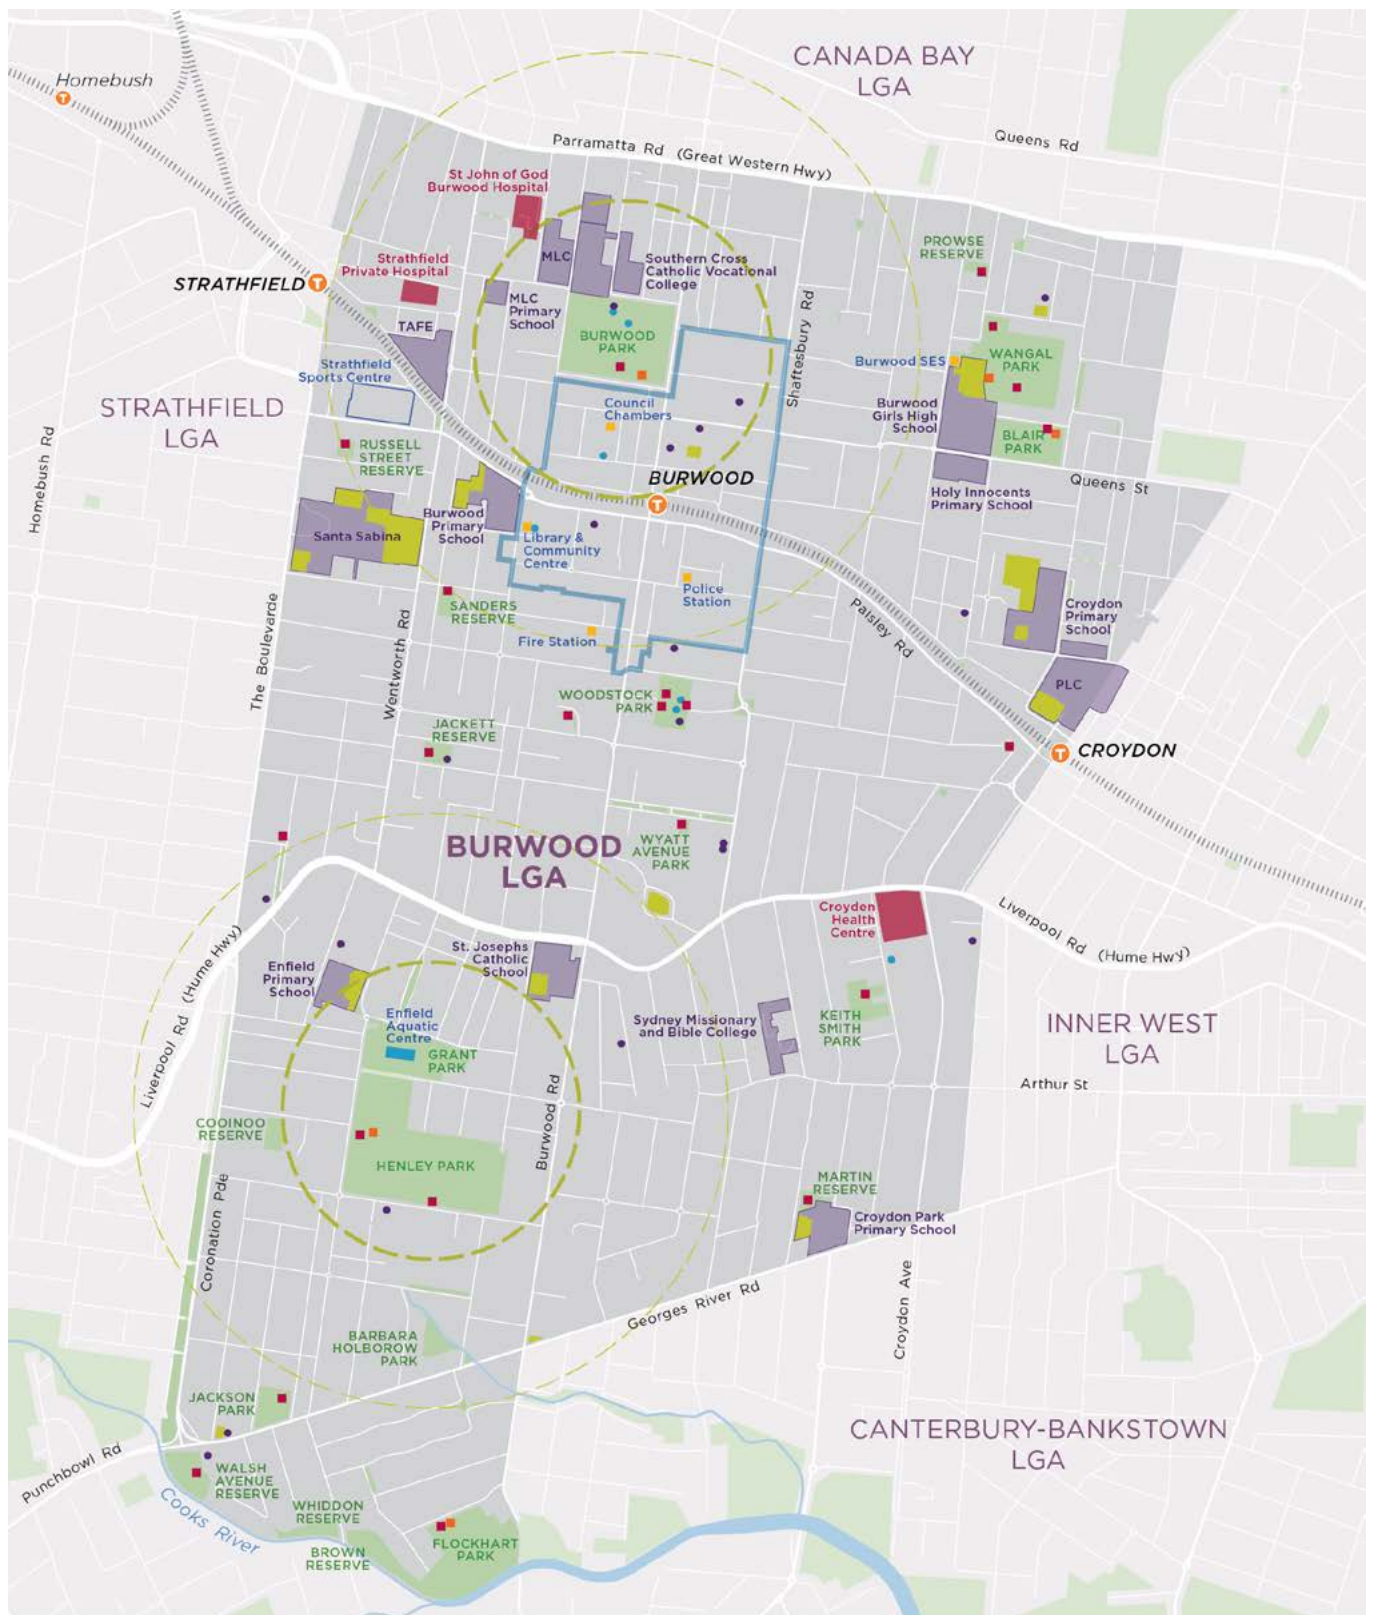 CANADA BAY
LGA
Homebush
Queens Rd
Parramatta Rd (Great Western Hwy)
St John of God
Burwood Hospital
PROWSE
RESERVE
MLC
Southern Cross
Catholic Vocational
College
Strathfield
Private Hospital
STRATHFIELD
T
T
MLC
Primary
School
TAFE
BURWOOD
PARK
Shaftesbury Rd
Burwood SES
WANGAL
PARK
Strathfield
Sports Centre
STRATHFIELD
LGA
Council
Chambers
Burwood
Girls High
School
BLAIR
PARK
Homebush Rd
RUSSELL
STREET
RESERVE
BURWOOD
T
Queens St
Holy Innocents
Primary School
Santa Sabina
Burwood
Primary
School
Library &
Community
Centre
Police
Station
SANDERS
RESERVE
Fire Station
Paisley Rd
Croydon
Primary
School
The Boulevarde
Wentworth Rd
WOODSTOCK
PARK
PLC
JACKETT
RESERVE
T
CROYDON
BURWOOD
LGA
WYATT
AVENUE
PARK
Croyden
Health
Centre
Liverpool Rd (Hume Hwy)
Liverpool Rd (Hume Hwy)
Enfield
Primary
School
St. Josephs
Catholic
School
Enfield
Aquatic
Centre
GRANT
PARK
Sydney Missionary
and Bible College
KEITH
SMITH
PARK
INNER WEST
LGA
Arthur St
COOINOO
RESERVE
HENLEY PARK
Burwood Rd
Coronation Pde
MARTIN
RESERVE
Croydon Park
Primary School
Georges River Rd
Croydon Ave
BARBARA
HOLBOROW
PARK
JACKSON
PARK
CANTERBURY-BANKSTOWN
LGA
Punchbowl Rd
WALSH
AVENUE
RESERVE
Cooks River
WHIDDON
RESERVE
BROWN
RESERVE
FLOCKHART
PARK